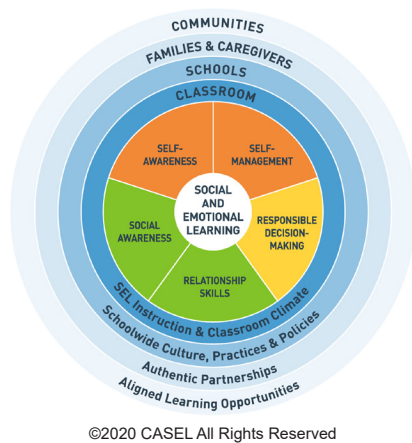 COMMUNITIES
FAMILIES & CAREGIVERS
SCHOOLS
CLASSROOM
SELF-
AWARENESS
SELF-
MANAGEMENT
SOCIAL
AND
EMOTIONAL
LEARNING
SOCIAL
AWARENESS
RESPONSIBLE
DECISION-
MAKING
RELATIONSHIP
SKILLS
SEL Instruction & Classroom Climate
Schoolwide Culture, Practices & Policies
Authentic Partnerships
Aligned Learning Opportunities
©2020 CASEL All Rights Reserved